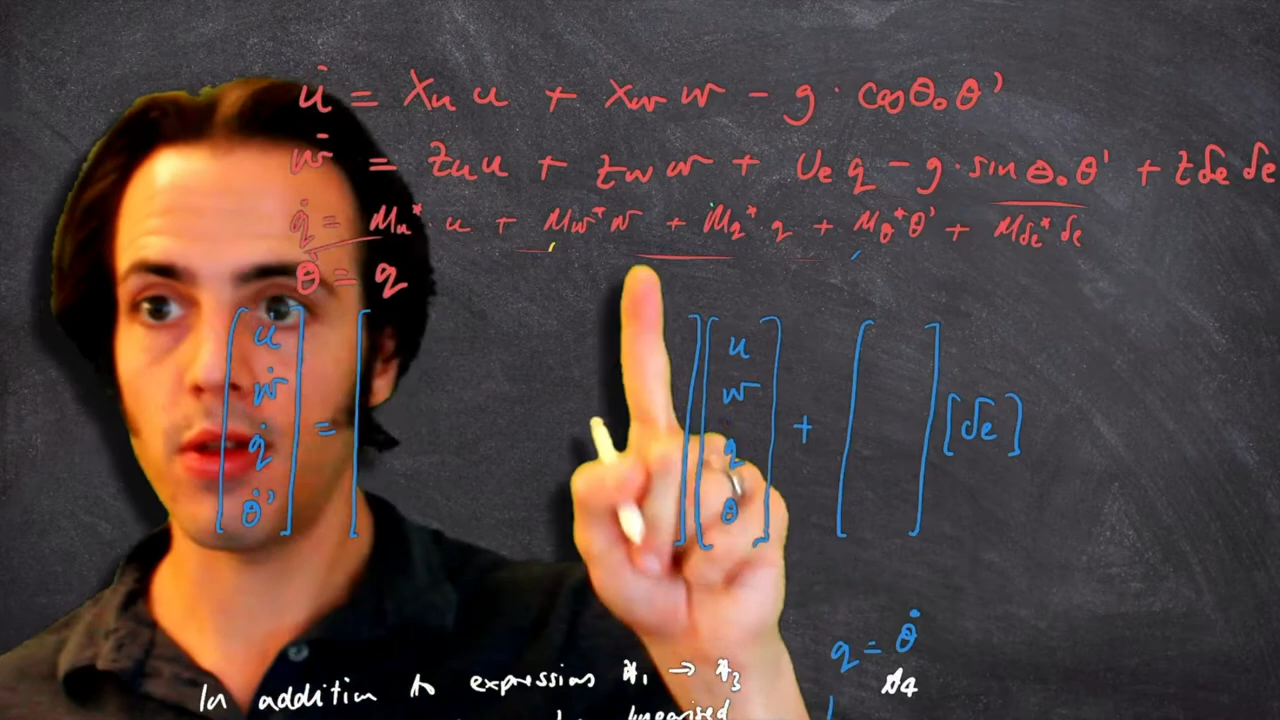 u̇ = Xu u + Xw w - g · cosθ₀ θ'
ẇ = Zu u + Zw w + Ue q - g · sinθ₀ θ' + Zδe δe
q̇ = Mu* · u + Mw* w + Mq* · q + Mθ* θ' + Mδe* δe
θ̇ = q
[u̇ ẇ q̇ θ̇'] = [ ] [u w q θ] + [ ] [δe]
q = θ̇
In addition to expressions *₁ → *₃
linearised